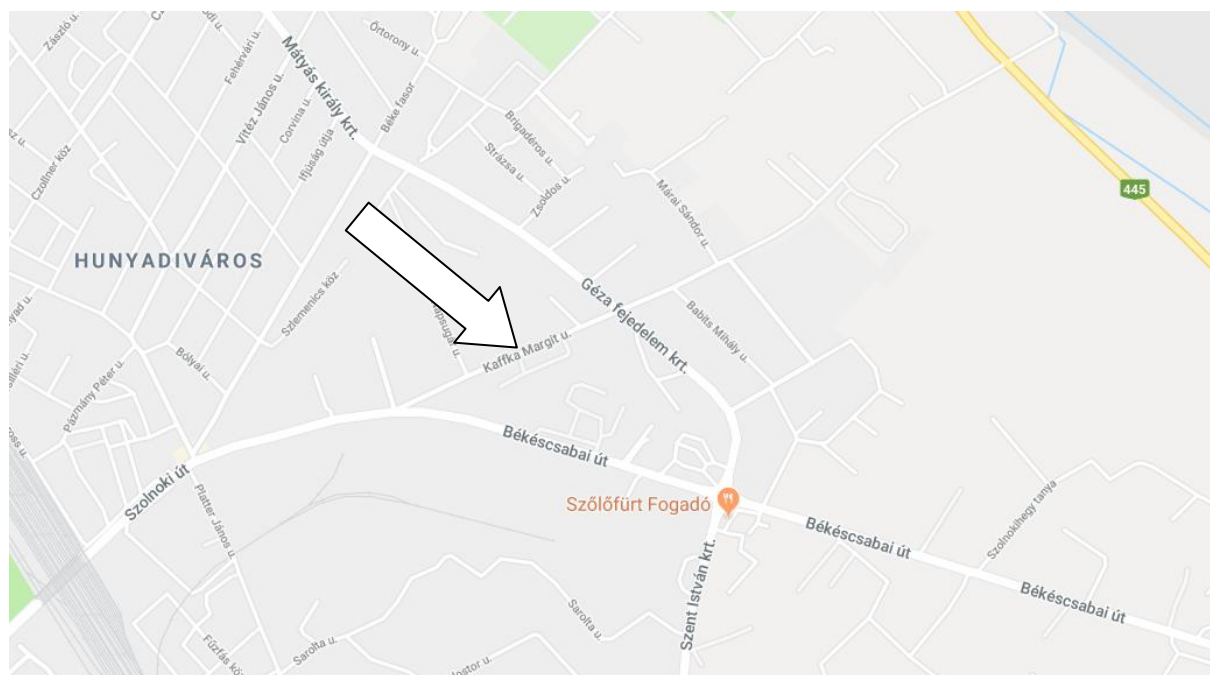 Zászló u.
Fehérvári u.
Mátyás király krt.
Őrtorony u.
Vitéz János u.
Corvina u.
Ifjúság útja
Béke fasor
Brigadéros u.
Strázsa u.
Zsoldos u.
Márai Sándor u.
445
Czollner köz
HUNYADIVÁROS
Szlemenics köz
Géza fejedelem krt.
Babits Mihály u.
Kaffka Margit u.
Bólyai u.
Pázmány Péter u.
Békéscsabai út
Szolnoki út
Platter János u.
Szőlőfürt Fogadó
Békéscsabai út
Szolnokihegy tanya
Békéscsabai út
Szent István krt.
Sarolta u.
Sarolta u.
Fűzfás